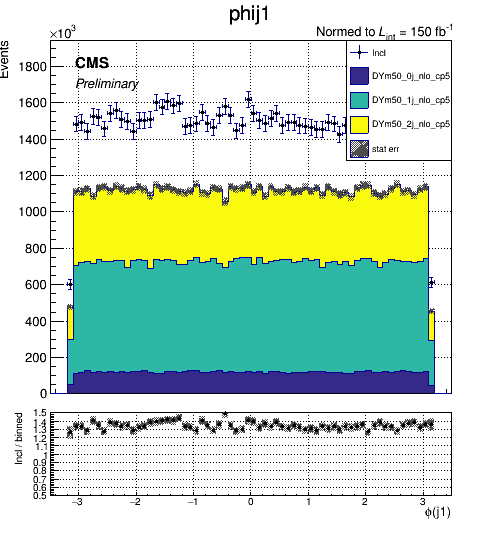 phij1
Normed to L_int = 150 fb⁻¹
×10³
Events
CMS
Preliminary
Incl
DYm50_0j_nlo_cp5
DYm50_1j_nlo_cp5
DYm50_2j_nlo_cp5
stat err
1800
1600
1400
1200
1000
800
600
400
200
0
Incl / binned
1.5
1.4
1.3
1.2
1.1
1
0.9
0.8
0.7
0.6
0.5
−3 −2 −1 0 1 2 3
ϕ(j1)